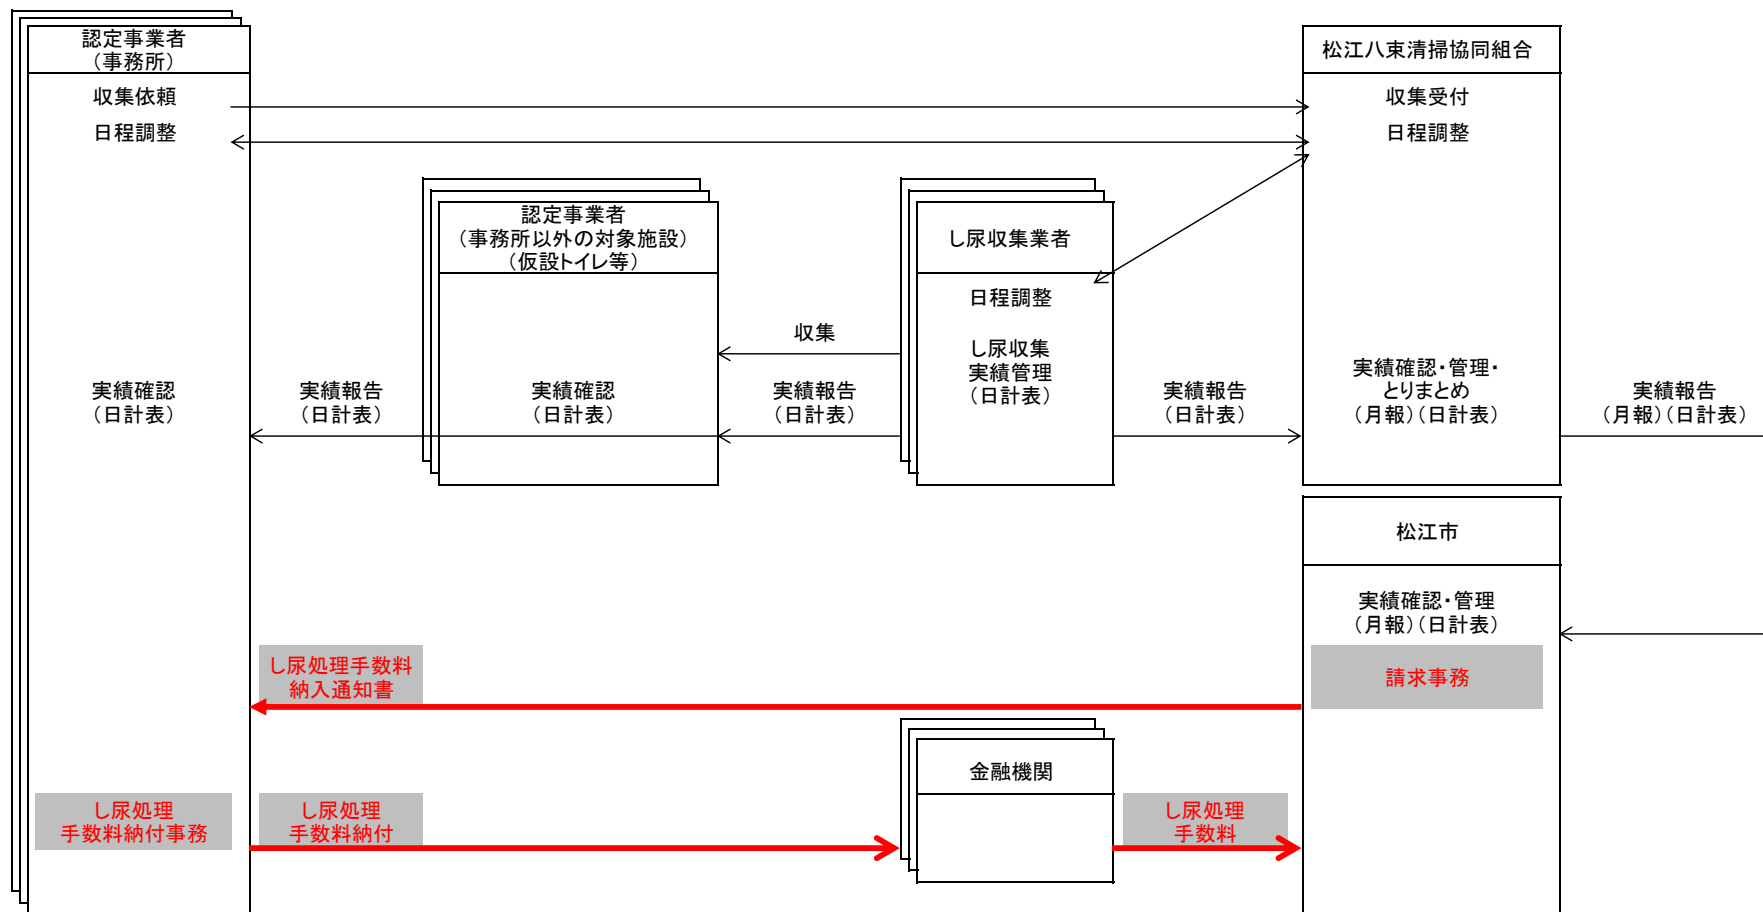 認定事業者
（事務所）
収集依頼
日程調整
実績確認
（日計表）
し尿処理
手数料納付事務
実績報告
（日計表）
し尿処理手数料
納入通知書
し尿処理
手数料納付
認定事業者
（事務所以外の対象施設）
（仮設トイレ等）
実績確認
（日計表）
収集
実績報告
（日計表）
し尿収集業者
日程調整
し尿収集
実績管理
（日計表）
金融機関
実績報告
（日計表）
し尿処理
手数料
松江八束清掃協同組合
収集受付
日程調整
実績確認・管理・
とりまとめ
（月報）（日計表）
実績報告
（月報）（日計表）
松江市
実績確認・管理
（月報）（日計表）
請求事務